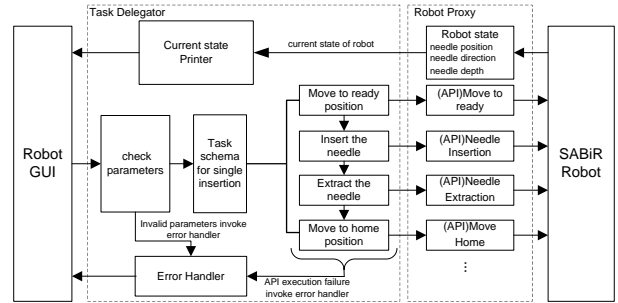 Task Delegator
Robot Proxy
Current state
Printer
current state of robot
Robot state
needle position
needle direction
needle depth
Robot
GUI
check
parameters
Task
schema
for single
insertion
Move to ready
position
Insert the
needle
Extract the
needle
Move to home
position
(API)Move to
ready
(API)Needle
Insertion
(API)Needle
Extraction
(API)Move
Home
...
SABiR
Robot
Invalid parameters invoke
error handler
Error Handler
API execution failure
invoke error handler